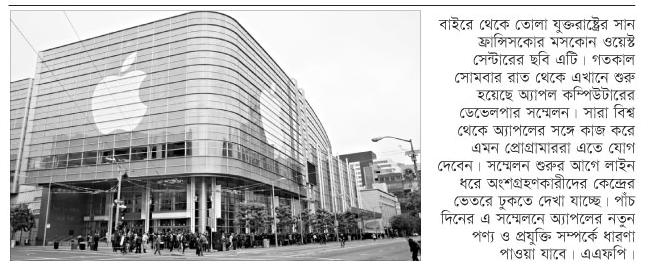 বাইরে থেকে তোলা যুক্তরাষ্ট্রের সান
ফ্রান্সিসকোর মসকোন ওয়েস্ট
সেন্টারের ছবি এটি। গতকাল
সোমবার রাত থেকে এখানে শুরু
হয়েছে অ্যাপল কম্পিউটারের
ডেভেলপার সম্মেলন। সারা বিশ্ব
থেকে অ্যাপলের সঙ্গে কাজ করে
এমন প্রোগ্রামাররা এতে যোগ
দেবেন। সম্মেলন শুরুর আগে লাইন
ধরে অংশগ্রহণকারীদের কেন্দ্রের
ভেতরে ঢুকতে দেখা যাচ্ছে। পাঁচ
দিনের এ সম্মেলনে অ্যাপলের নতুন
পণ্য ও প্রযুক্তি সম্পর্কে ধারণা
পাওয়া যাবে। এএফপি।